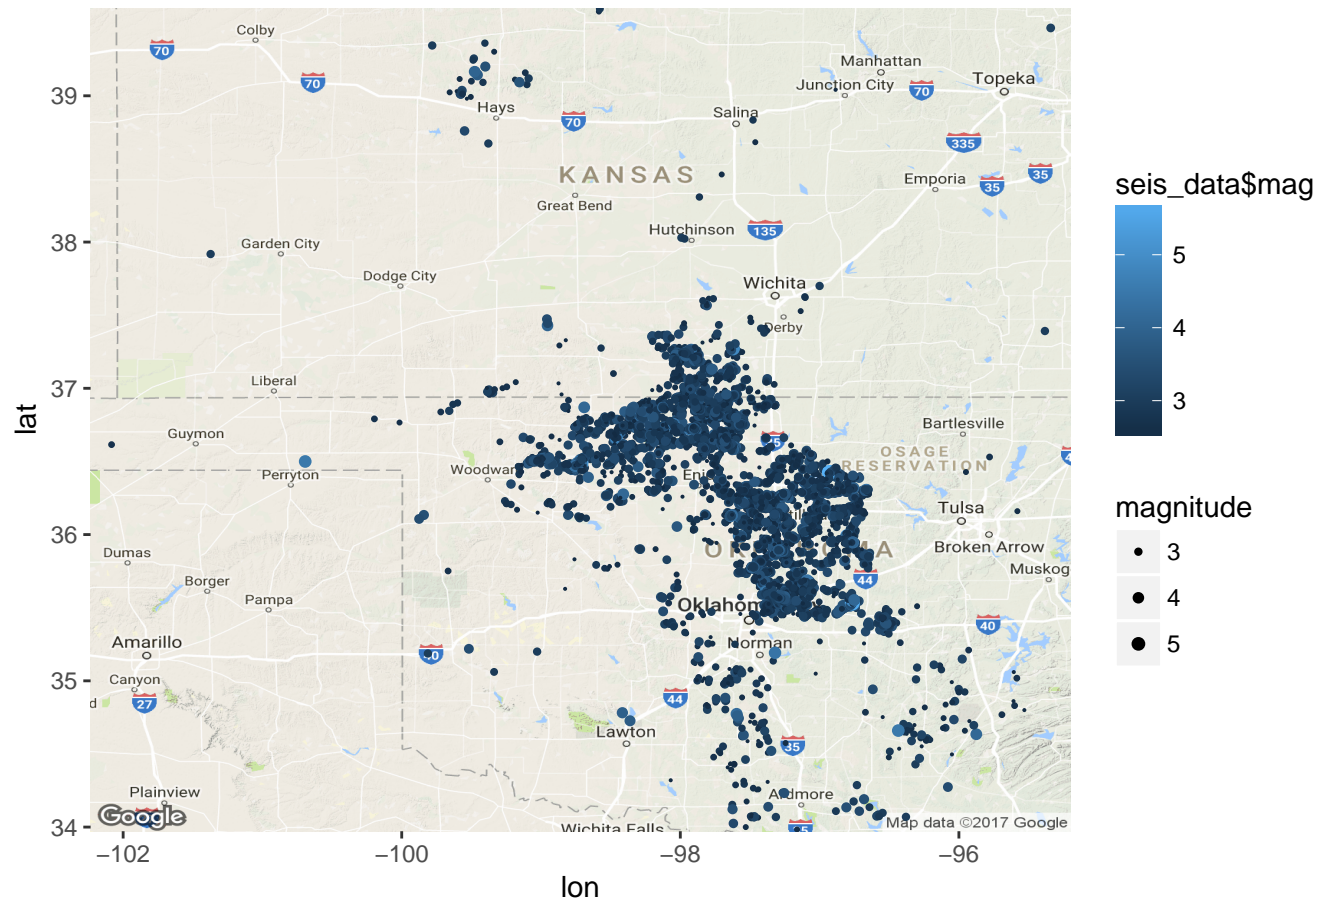 Colby
70
70
Manhattan
Topeka
Junction City
70
39
Hays
70
Salina
335
KANSAS
Emporia
35
35
Great Bend
Hutchinson
135
38
Garden City
Dodge City
Wichita
Derby
37
Liberal
Bartlesville
Guymon
OSAGE
RESERVATION
Perryton
Woodwar
Eni
Tulsa
36
Broken Arrow
Dumas
44
Muskog
Borger
Pampa
Oklahom
40
Amarillo
Norman
35
Canyon
d
27
44
Lawton
35
Plainview
Ardmore
Google
34
Wichita Falls
Map data ©2017 Google
−102
−100
−98
−96
lon
lat
seis_data$mag
5
4
3
magnitude
3
4
5